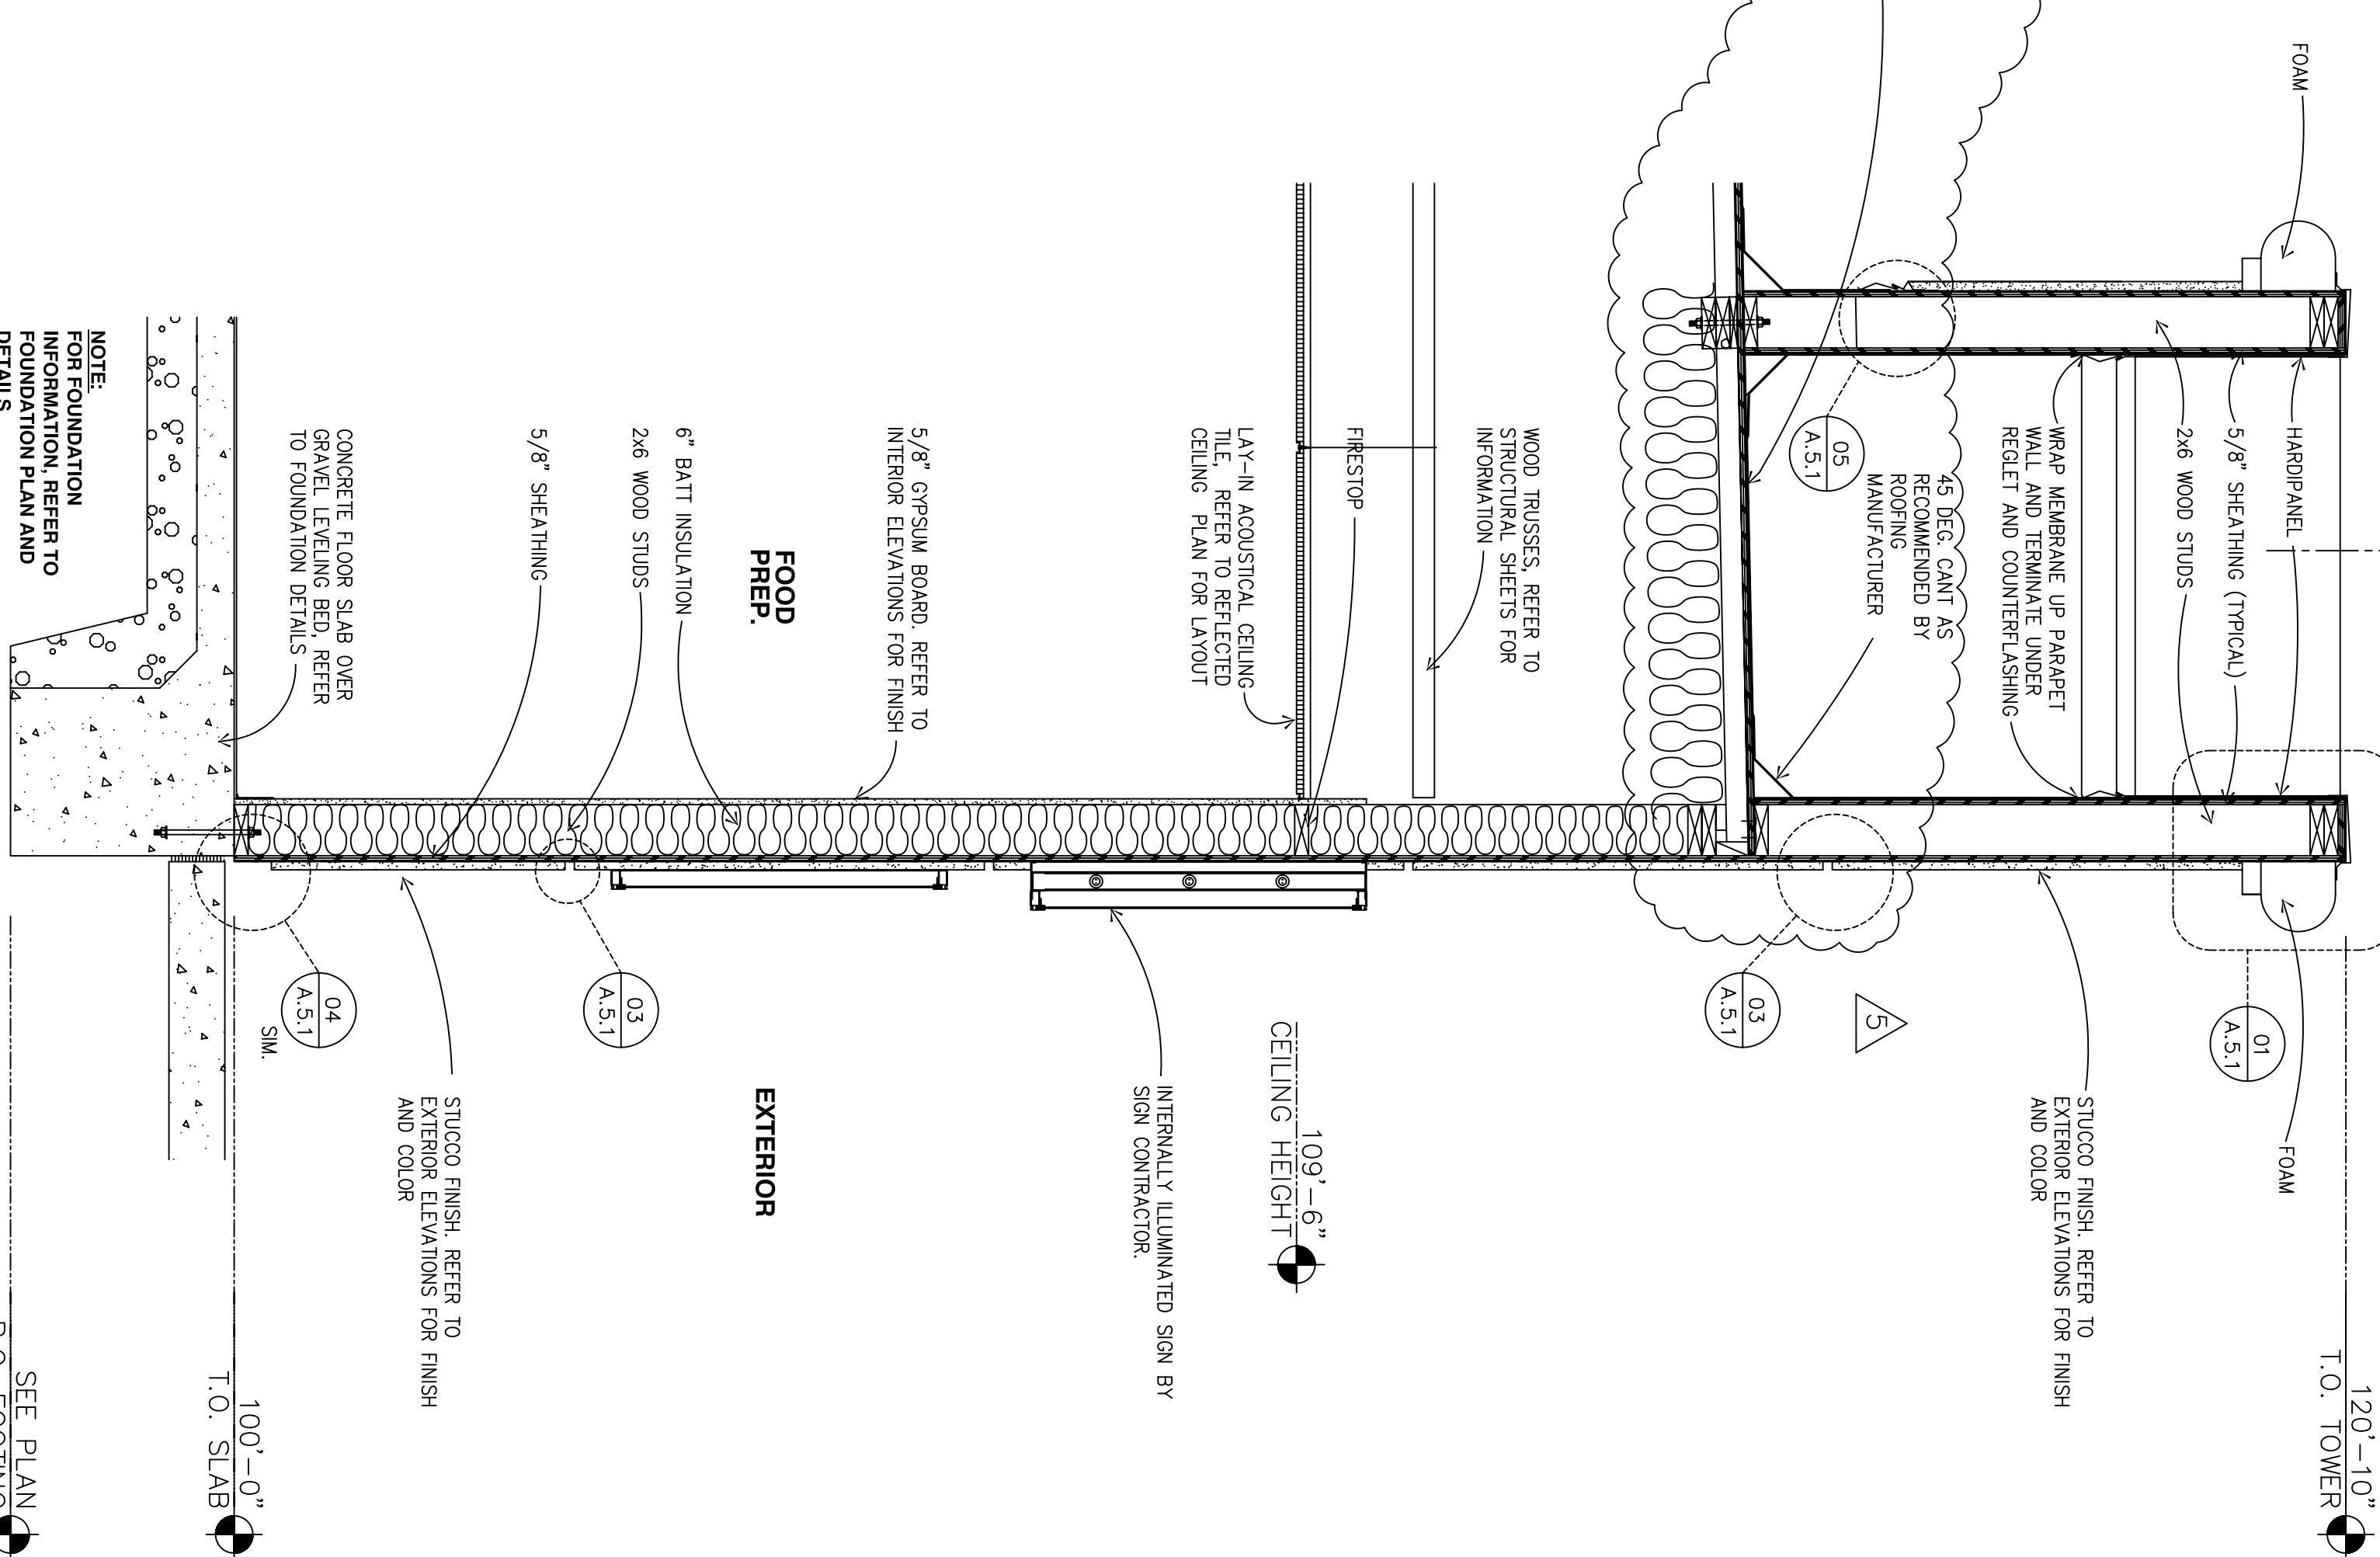 FOAM
HARDIPANEL
5/8" SHEATHING (TYPICAL)
2x6 WOOD STUDS
WRAP MEMBRANE UP PARAPET
WALL AND TERMINATE UNDER
REGLET AND COUNTERFLASHING
45 DEG. CANT AS
RECOMMENDED BY
ROOFING
MANUFACTURER
05
A.5.1
WOOD TRUSSES, REFER TO
STRUCTURAL SHEETS FOR
INFORMATION
FIRESTOP
LAY-IN ACOUSTICAL CEILING
TILE, REFER TO REFLECTED
CEILING PLAN FOR LAYOUT
5/8" GYPSUM BOARD. REFER TO
INTERIOR ELEVATIONS FOR FINISH
FOOD
PREP.
6" BATT INSULATION
2x6 WOOD STUDS
5/8" SHEATHING
CONCRETE FLOOR SLAB OVER
GRAVEL LEVELING BED, REFER
TO FOUNDATION DETAILS
NOTE:
FOR FOUNDATION
INFORMATION, REFER TO
FOUNDATION PLAN AND
DETAILS
120'-10"
T.O. TOWER
FOAM
01
A.5.1
STUCCO FINISH. REFER TO
EXTERIOR ELEVATIONS FOR FINISH
AND COLOR
5
03
A.5.1
109'-6"
CEILING HEIGHT
INTERNALLY ILLUMINATED SIGN BY
SIGN CONTRACTOR.
EXTERIOR
03
A.5.1
STUCCO FINISH. REFER TO
EXTERIOR ELEVATIONS FOR FINISH
AND COLOR
04
A.5.1
SIM.
100'-0"
T.O. SLAB
SEE PLAN
B.O. FOOTING